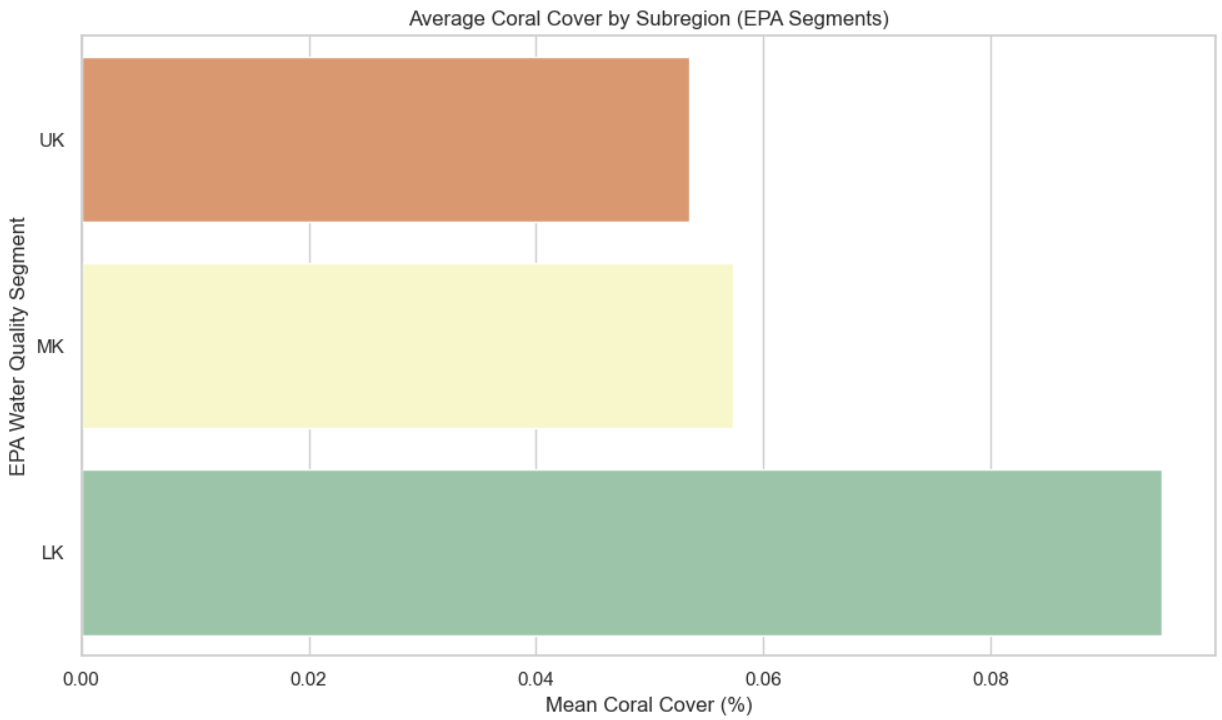 Average Coral Cover by Subregion (EPA Segments)
EPA Water Quality Segment
UK
MK
LK
0.00 0.02 0.04 0.06 0.08
Mean Coral Cover (%)